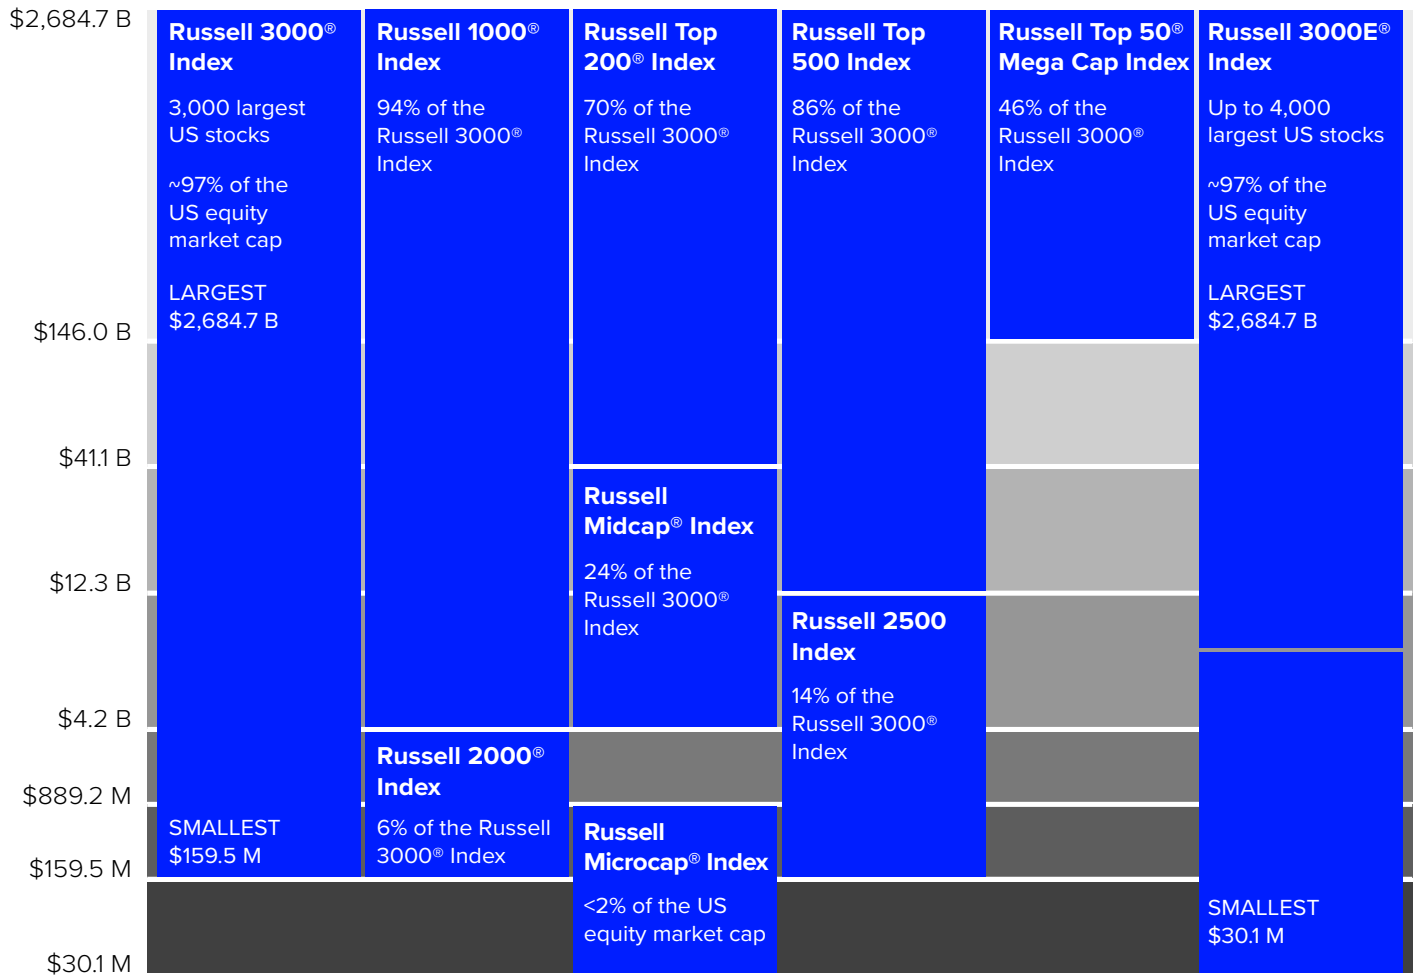 $2,684.7 B
$146.0 B
$41.1 B
$12.3 B
$4.2 B
$889.2 M
$159.5 M
$30.1 M
Russell 3000®
Index
3,000 largest
US stocks
~97% of the
US equity
market cap
LARGEST
$2,684.7 B
SMALLEST
$159.5 M
Russell 1000®
Index
94% of the
Russell 3000®
Index
Russell 2000®
Index
6% of the Russell
3000® Index
Russell Top
200® Index
70% of the
Russell 3000®
Index
Russell
Midcap® Index
24% of the
Russell 3000®
Index
Russell
Microcap® Index
<2% of the US
equity market cap
Russell Top
500 Index
86% of the
Russell 3000®
Index
Russell 2500
Index
14% of the
Russell 3000®
Index
Russell Top 50®
Mega Cap Index
46% of the
Russell 3000®
Index
Russell 3000E®
Index
Up to 4,000
largest US stocks
~97% of the
US equity
market cap
LARGEST
$2,684.7 B
SMALLEST
$30.1 M